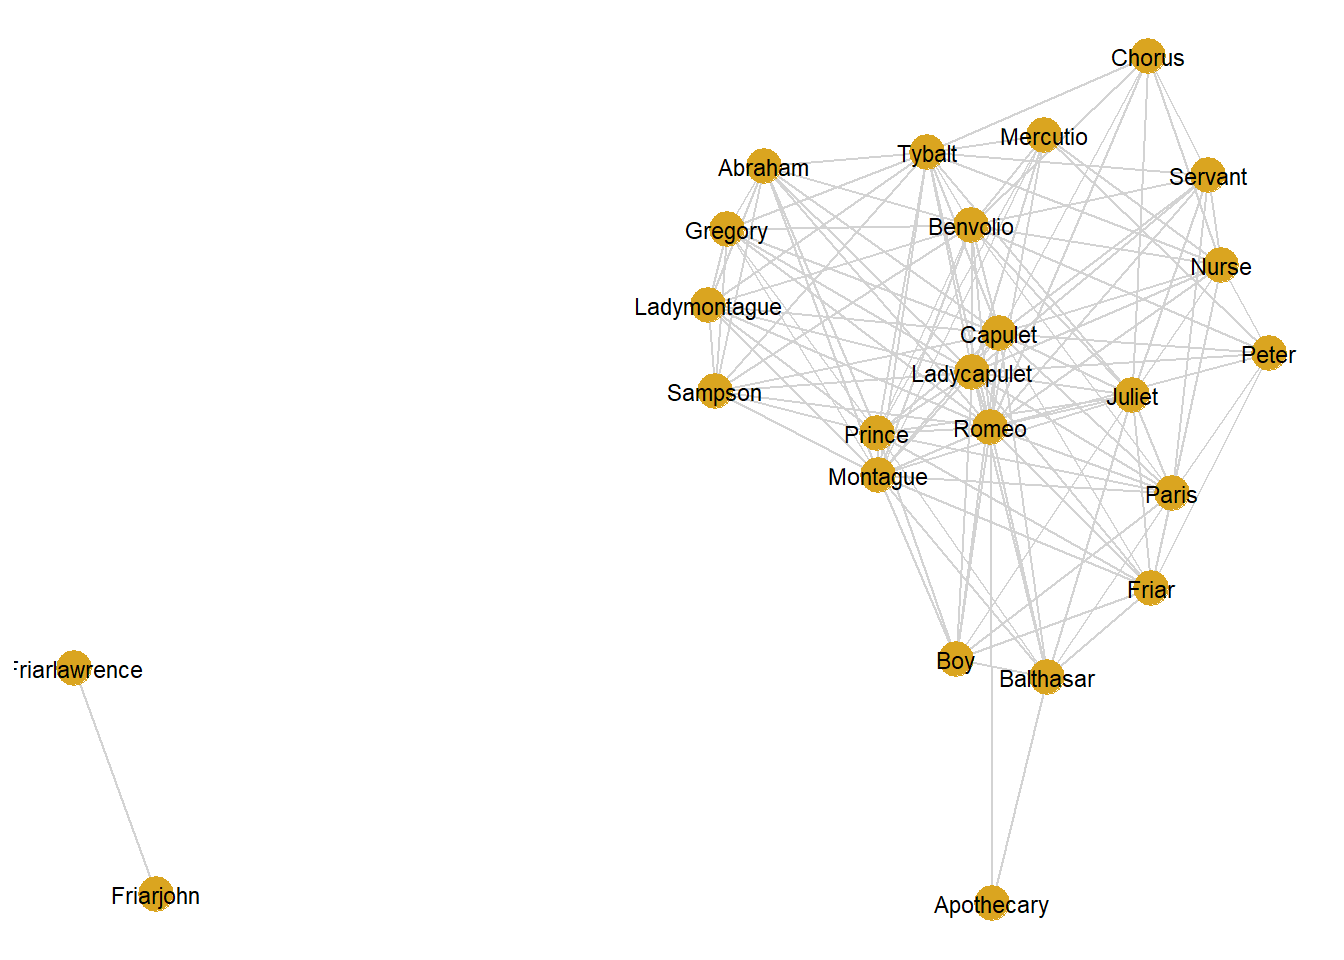 Chorus
Mercutio
Tybalt
Abraham
Servant
Benvolio
Gregory
Nurse
Ladymontague
Capulet
Peter
Ladycapulet
Sampson
Juliet
Romeo
Prince
Montague
Paris
Friar
Boy
Friarlawrence
Balthasar
Friarjohn
Apothecary